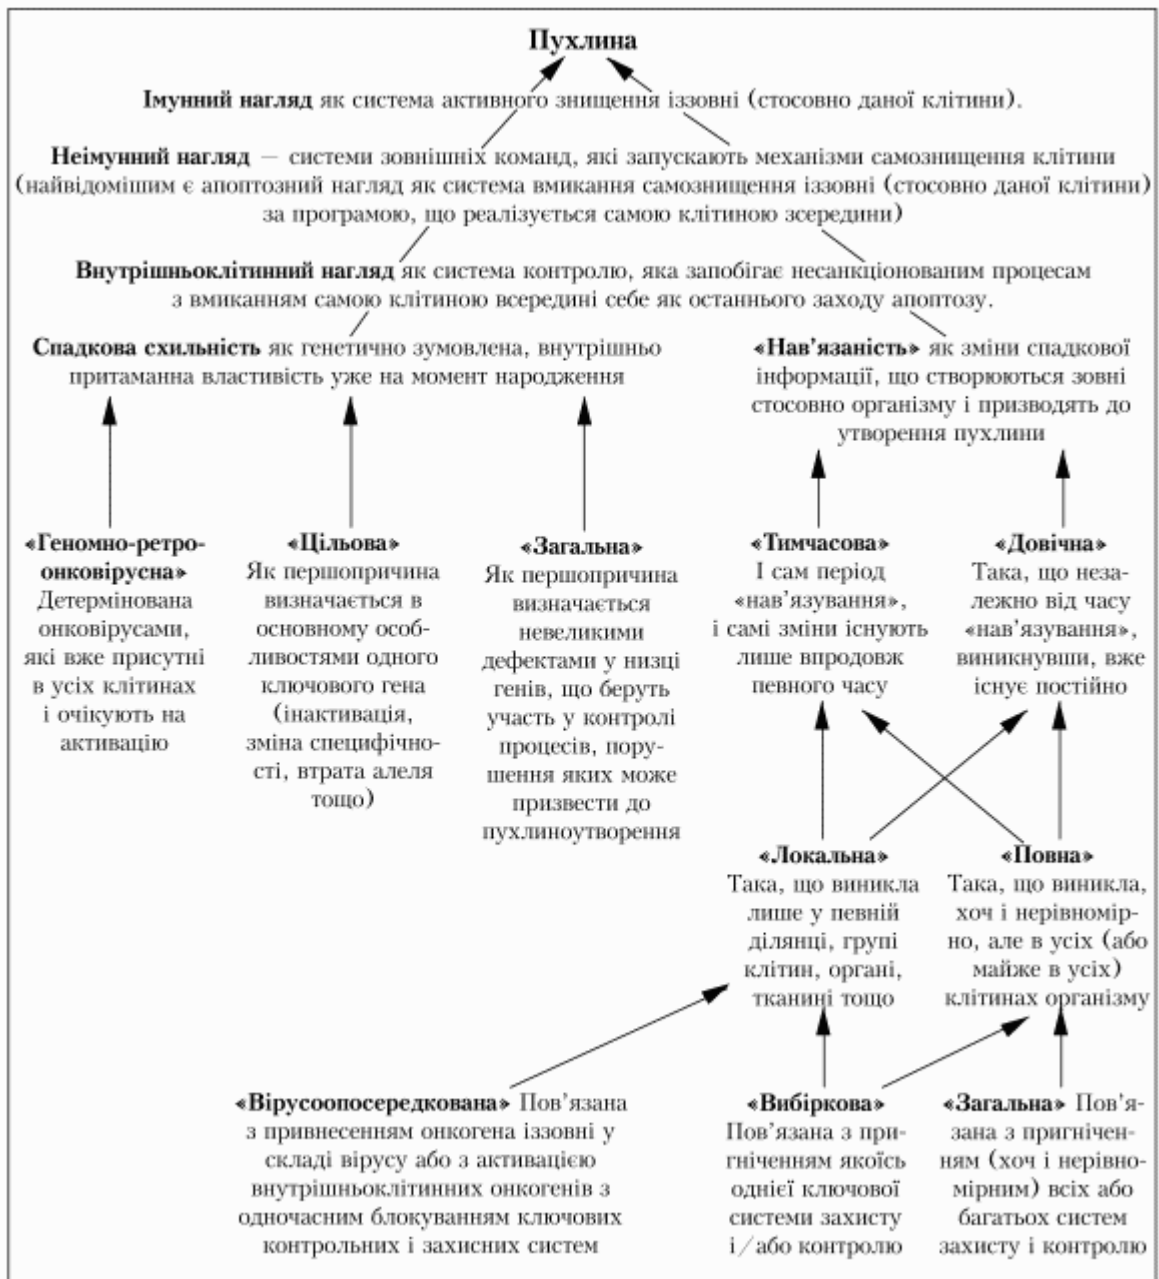 Пухлина
Імунний нагляд як система активного знищення іззовні (стосовно даної клітини).
Неімунний нагляд — системи зовнішніх команд, які запускають механізми самознищення клітини
(найвідомішим є апоптозний нагляд як система вмикання самознищення іззовні (стосовно даної клітини)
за програмою, що реалізується самою клітиною зсередини)
Внутрішньоклітинний нагляд як система контролю, яка запобігає несанкціонованим процесам
з вмиканням самою клітиною всередині себе як останнього заходу апоптозу.
Спадкова схильність як генетично зумовлена, внутрішньо
притаманна властивість уже на момент народження
«Нав'язаність» як зміни спадкової
інформації, що створюються зовні
стосовно організму і призводять до
утворення пухлини
«Геномно-ретро-
онковірусна»
Детермінована
онковірусами,
які вже присутні
в усіх клітинах
і очікують на
активацію
«Цільова»
Як першопричина
визначається в
основному особ-
ливостями одного
ключового гена
(інактивація,
зміна специфічно-
сті, втрата алеля
тощо)
«Загальна»
Як першопричина
визначається
невеликими
дефектами у низці
генів, що беруть
участь у контролі
процесів, пору-
шення яких може
призвести до
пухлиноутворення
«Тимчасова»
І сам період
«нав'язування»,
і самі зміни існують
лише впродовж
певного часу
«Довічна»
Така, що неза-
лежно від часу
«нав'язування»,
виникнувши, вже
існує постійно
«Локальна»
Така, що виникла
лише у певній
ділянці, групі
клітин, органі,
тканині тощо
«Повна»
Така, що виникла,
хоч і нерівномір-
но, але в усіх (або
майже в усіх)
клітинах організму
«Вірусоопосередкована» Пов'язана
з привнесенням онкогена іззовні у
складі вірусу або з активацією
внутрішньоклітинних онкогенів з
одночасним блокуванням ключових
контрольних і захисних систем
«Вибіркова»
Пов'язана з при-
гніченням якоїсь
однієї ключової
системи захисту
і/або контролю
«Загальна» Пов'я-
зана з пригнічен-
ням (хоч і нерівно-
мірним) всіх або
багатьох систем
захисту і контролю